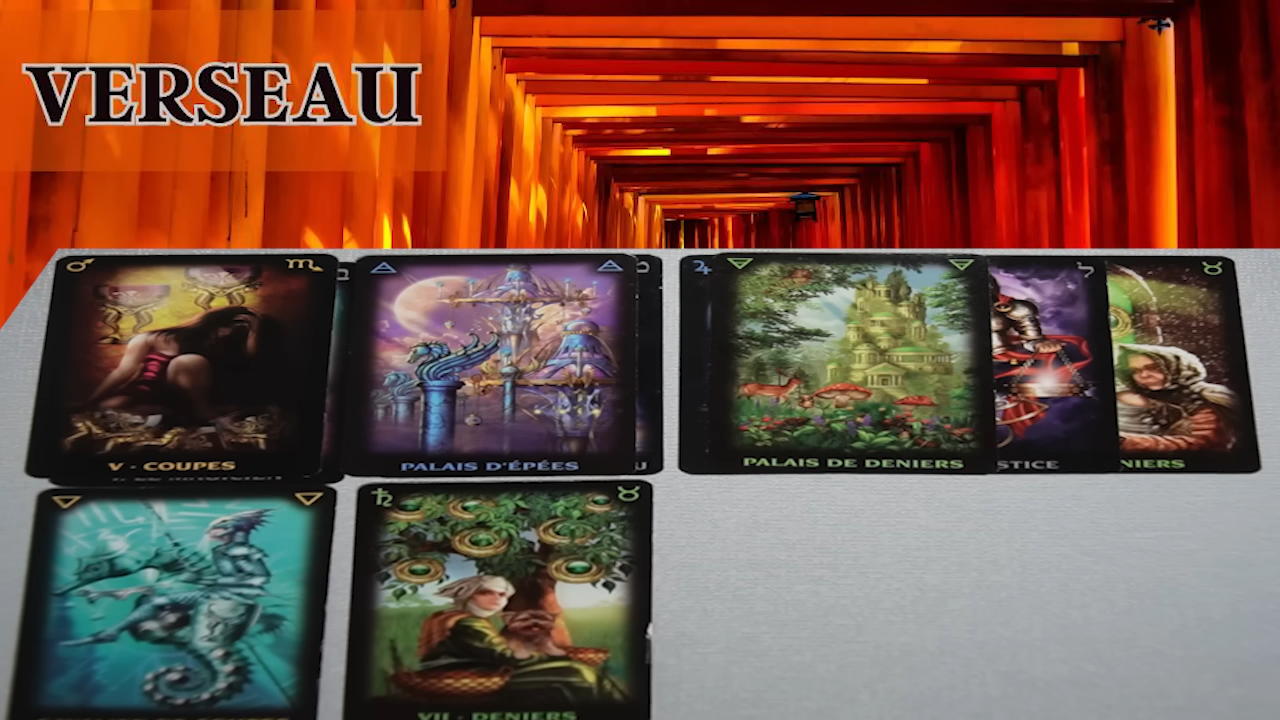 VERSEAU
V - COUPES
PALAIS D'ÉPÉES
PALAIS DE DENIERS
STICE
NIERS
VII - DENIERS